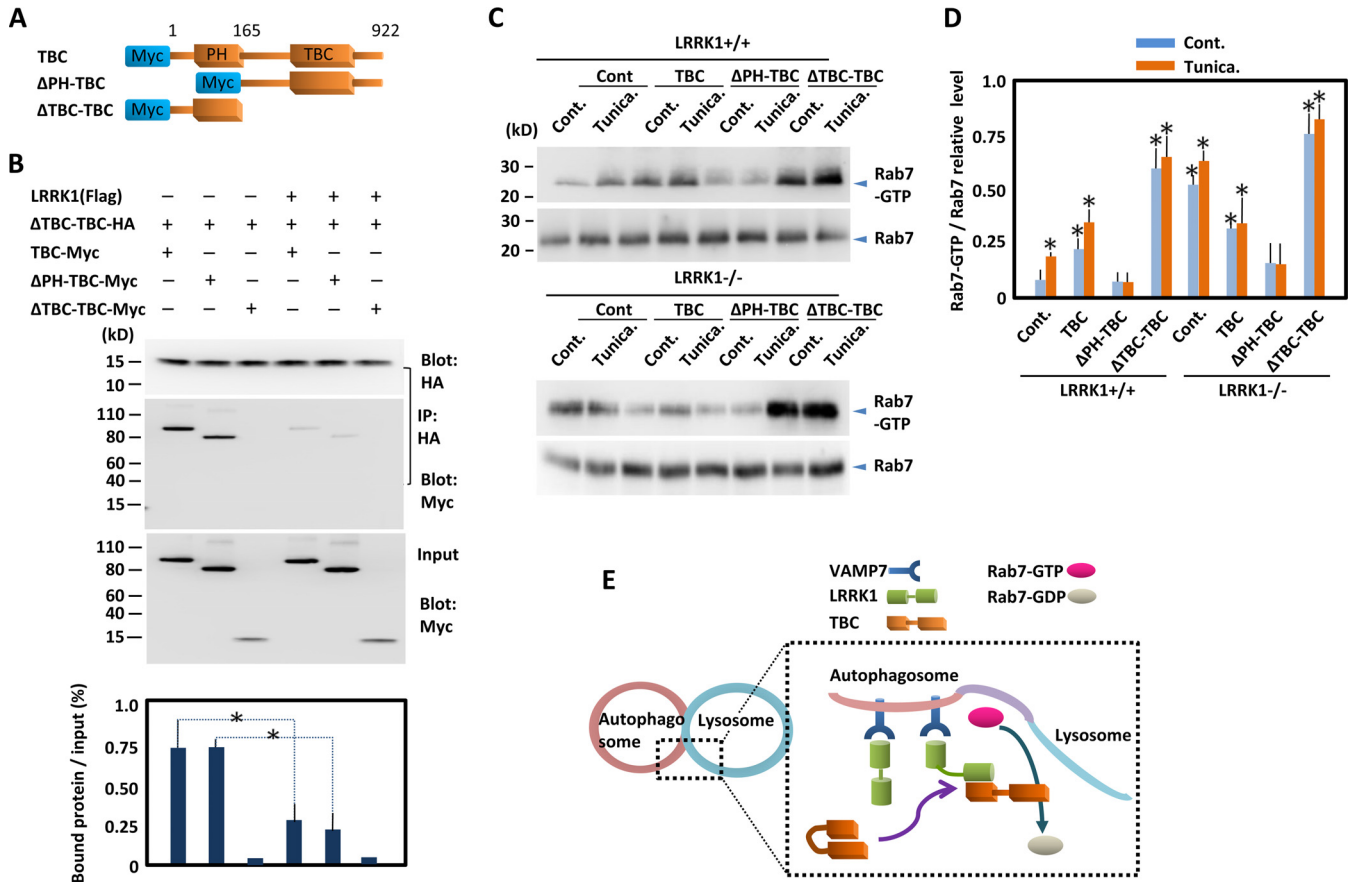 A
1 165 922
TBC Myc PH TBC
ΔPH-TBC Myc
ΔTBC-TBC Myc
B
LRRK1(Flag) – – – + + +
ΔTBC-TBC-HA + + + + + +
TBC-Myc + – – + – –
ΔPH-TBC-Myc – + – – + –
ΔTBC-TBC-Myc – – + – – +
(kD)
15
10
Blot:
HA
110
80
60
40
15
IP:
HA
Blot:
Myc
110
80
60
40
15
Input
Blot:
Myc
Bound protein / input (%)
1.0
0.75
0.50
0.25
0
* *
C
LRRK1+/+
Cont TBC ΔPH-TBC ΔTBC-TBC
Cont. Tunica. Cont. Tunica. Cont. Tunica. Cont. Tunica.
(kD)
30
20
Rab7
-GTP
30
20
Rab7
LRRK1-/-
Cont TBC ΔPH-TBC ΔTBC-TBC
Cont. Tunica. Cont. Tunica. Cont. Tunica. Cont. Tunica.
Rab7
-GTP
Rab7
D
Cont.
Tunica.
Rab7-GTP / Rab7 relative level
1.0
0.75
0.50
0.25
0
* * * * * * * * * * *
Cont. TBC ΔPH-TBC ΔTBC-TBC Cont. TBC ΔPH-TBC ΔTBC-TBC
LRRK1+/+ LRRK1-/-
E
VAMP7
LRRK1
TBC
Rab7-GTP
Rab7-GDP
Autophago
some
Lysosome
Autophagosome
Lysosome